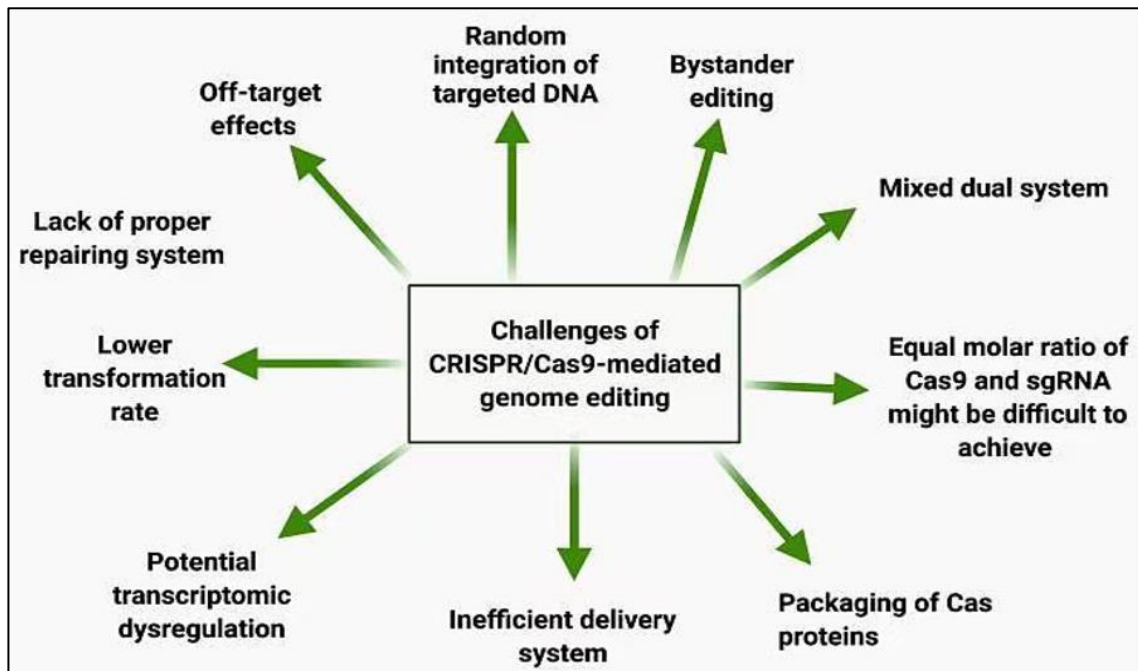 Random
integration of
targeted DNA
Bystander
editing
Off-target
effects
Mixed dual system
Lack of proper
repairing system
Challenges of
CRISPR/Cas9-mediated
genome editing
Lower
transformation
rate
Equal molar ratio of
Cas9 and sgRNA
might be difficult to
achieve
Potential
transcriptomic
dysregulation
Inefficient delivery
system
Packaging of Cas
proteins